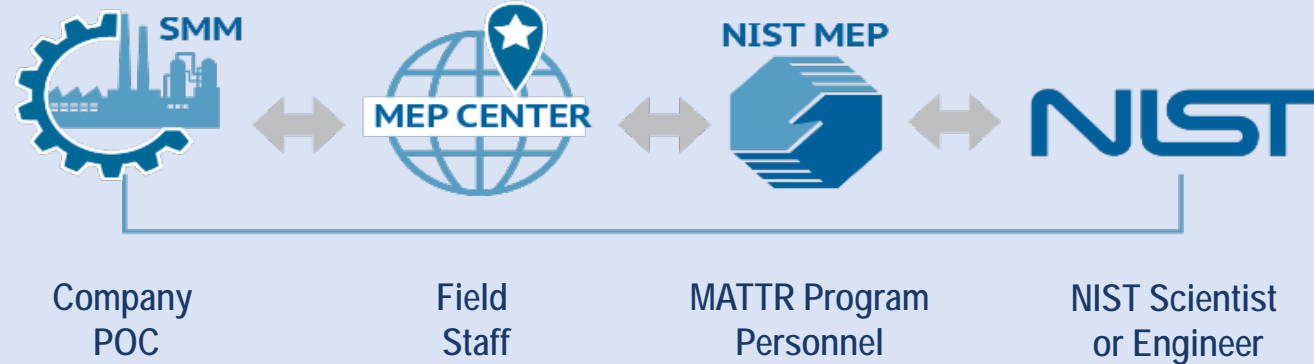 SMM
MEP CENTER
NIST MEP
NIST
Company
POC
Field
Staff
MATTR Program
Personnel
NIST Scientist
or Engineer